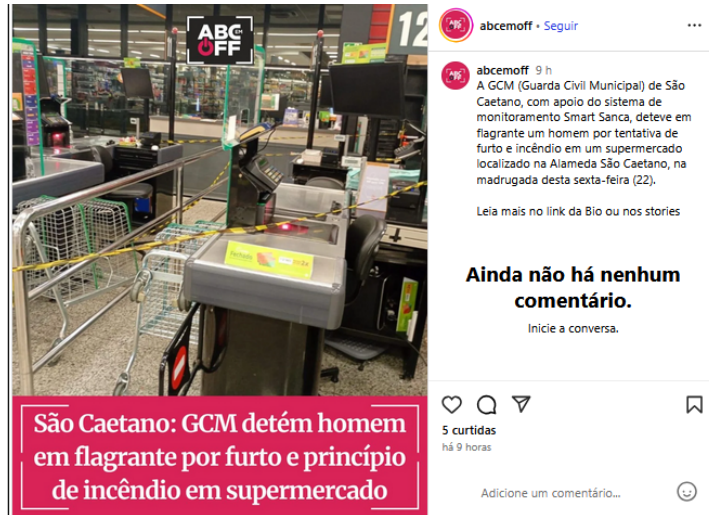 ABC EM
OFF
12
Fechado
São Caetano: GCM detém homem
em flagrante por furto e princípio
de incêndio em supermercado
abcemoff • Seguir
abcemoff 9 h
A GCM (Guarda Civil Municipal) de São
Caetano, com apoio do sistema de
monitoramento Smart Sanca, deteve em
flagrante um homem por tentativa de
furto e incêndio em um supermercado
localizado na Alameda São Caetano, na
madrugada desta sexta-feira (22).
Leia mais no link da Bio ou nos stories
Ainda não há nenhum
comentário.
Inicie a conversa.
5 curtidas
há 9 horas
Adicione um comentário...